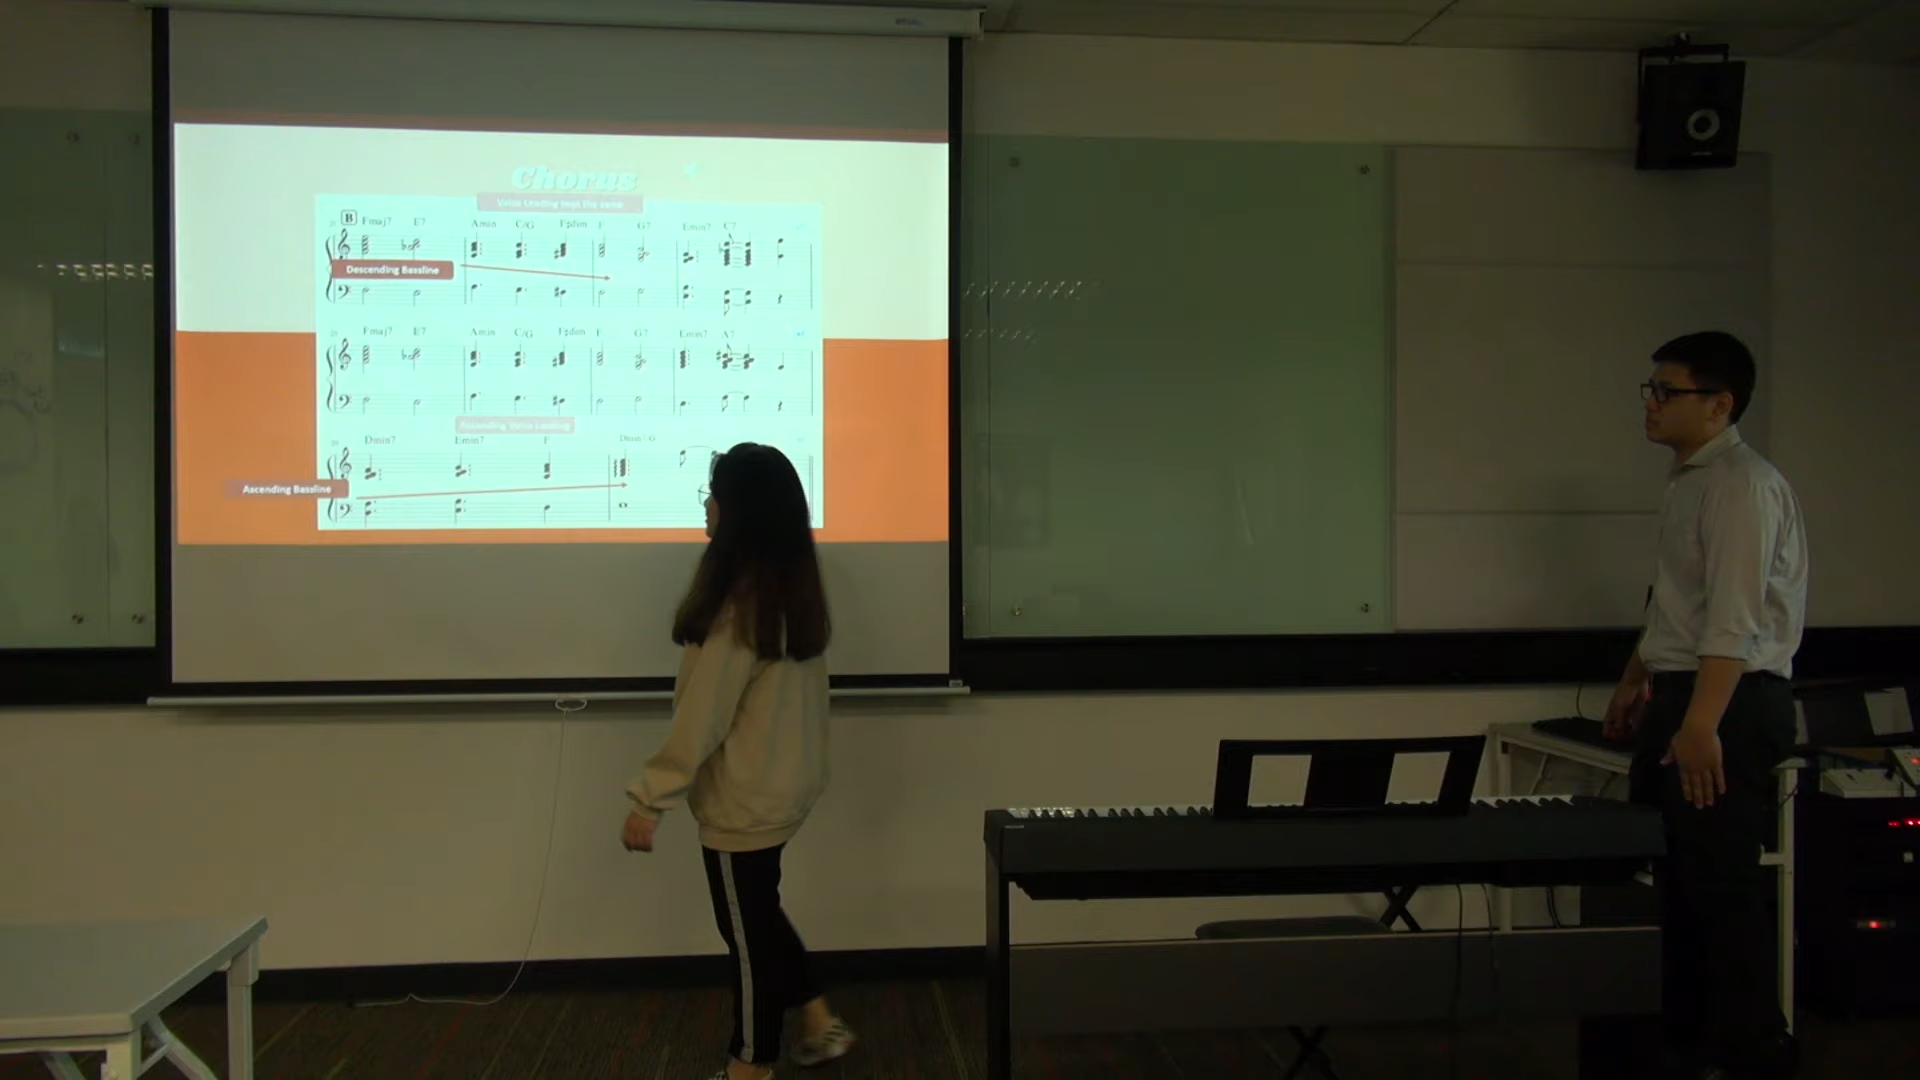 Chorus
Voice Leading kept the same
B Fmaj7 E7 Amin C/G F♯dim F G7 Emin7 C7
Descending Bassline
Fmaj7 E7 Amin C/G F♯dim F G7 Emin7 A7
Ascending Voice Leading
Dmin7 Emin7 F Dmin7 G
Ascending Bassline